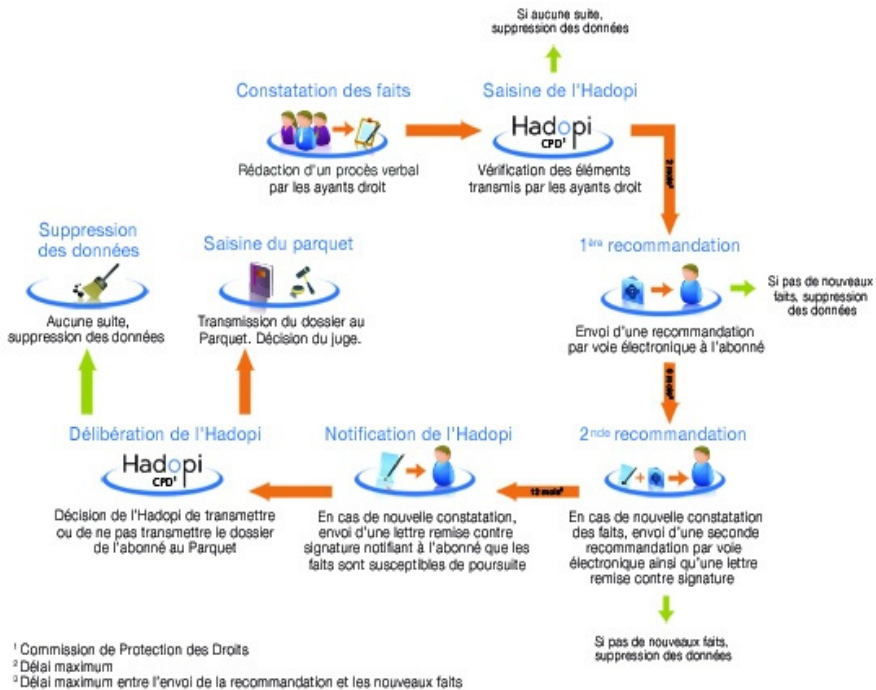 Si aucune suite,
suppression des données
Constatation des faits
Rédaction d'un procès verbal
par les ayants droit
Saisine de l'Hadopi
Hadopi
CPD¹
Vérification des éléments
transmis par les ayants droit
2 mois²
1ère recommandation
Envoi d'une recommandation
par voie électronique à l'abonné
Si pas de nouveaux
faits, suppression
des données
6 mois³
2nde recommandation
En cas de nouvelle constatation
des faits, envoi d'une seconde
recommandation par voie
électronique ainsi qu'une lettre
remise contre signature
Si pas de nouveaux faits,
suppression des données
12 mois³
Notification de l'Hadopi
En cas de nouvelle constatation,
envoi d'une lettre remise contre
signature notifiant à l'abonné que les
faits sont susceptibles de poursuite
Délibération de l'Hadopi
Hadopi
CPD¹
Décision de l'Hadopi de transmettre
ou de ne pas transmettre le dossier
de l'abonné au Parquet
Suppression
des données
Aucune suite,
suppression des données
Saisine du parquet
Transmission du dossier au
Parquet. Décision du juge.
¹ Commission de Protection des Droits
² Délai maximum
³ Délai maximum entre l'envoi de la recommandation et les nouveaux faits